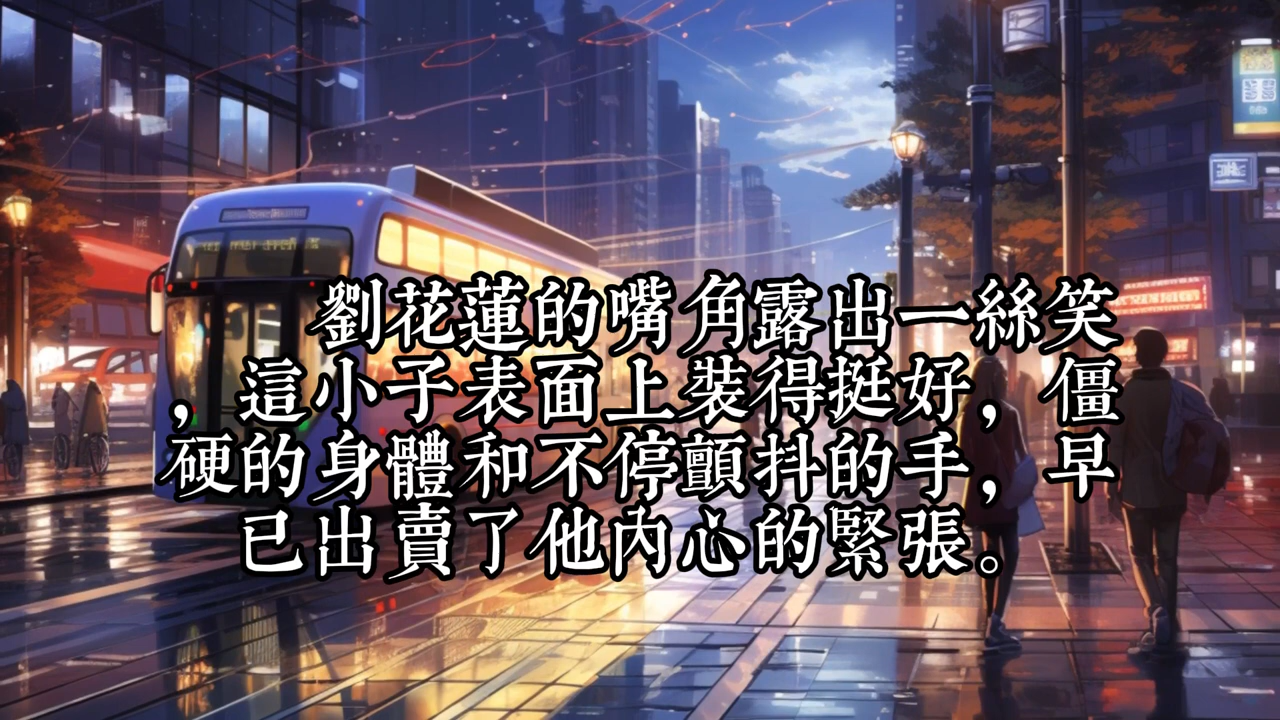 劉花蓮的嘴角露出一絲笑
，這小子表面上裝得挺好，僵
硬的身體和不停顫抖的手，早
已出賣了他內心的緊張。